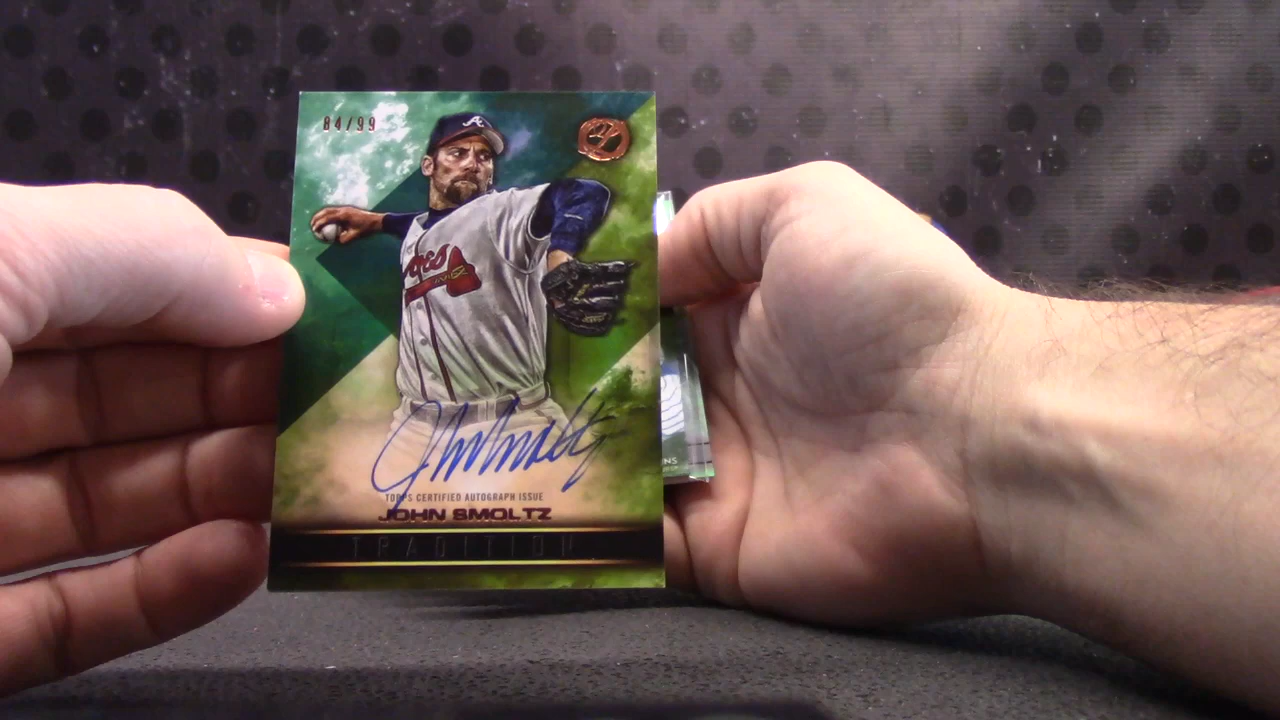 84/99
A
TOPPS CERTIFIED AUTOGRAPH ISSUE
JOHN SMOLTZ
TRADITION